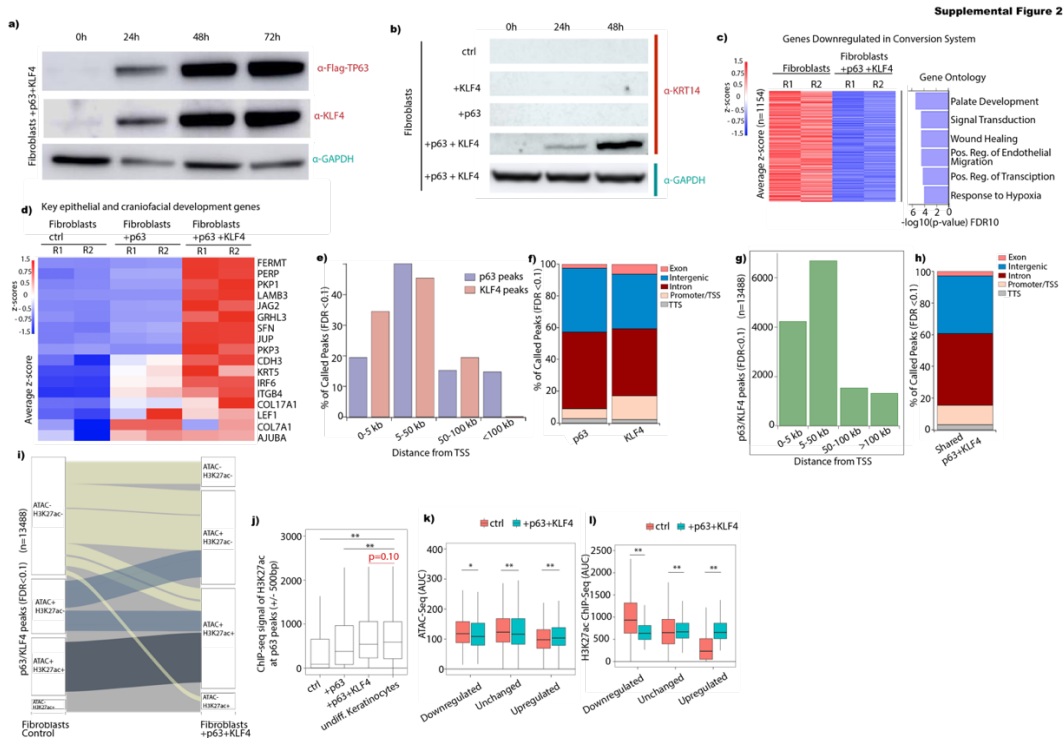 Supplemental Figure 2
a)
0h 24h 48h 72h
Fibroblasts +p63+KLF4
α-Flag-TP63
α-KLF4
α-GAPDH
b)
0h 24h 48h
Fibroblasts
ctrl
+KLF4
+p63
+p63 + KLF4
+p63 + KLF4
α-KRT14
α-GAPDH
c)
Genes Downregulated in Conversion System
Fibroblasts
Fibroblasts
+p63 +KLF4
R1 R2 R1 R2
1.5
0.75
0
- 0.75
-1.5
z-scores
Average z-score (n=1154)
Gene Ontology
Palate Development
Signal Transduction
Wound Healing
Pos. Reg. of Endothelial
Migration
Pos. Reg. of Transciption
Response to Hypoxia
6 4 2 0
-log10(p-value) FDR10
d)
Key epithelial and craniofacial development genes
Fibroblasts
ctrl
Fibroblasts
+p63
Fibroblasts
+p63 +KLF4
R1 R2 R1 R2 R1 R2
1.5
0.75
0
-0.75
-1.5
z-scores
Average z-score
FERMT
PERP
PKP1
LAMB3
JAG2
GRHL3
SFN
JUP
PKP3
CDH3
KRT5
IRF6
ITGB4
COL17A1
LEF1
COL7A1
AJUBA
e)
p63 peaks
KLF4 peaks
% of Called Peaks (FDR <0.1)
40
30
20
10
0
0-5 kb
5-50kb
50-100 kb
<100 kb
Distance from TSS
f)
% of Called Peaks (FDR <0.1)
100
80
60
40
20
0
p63
KLF4
Exon
Intergenic
Intron
Promoter/TSS
TTS
g)
p63/KLF4 peaks (FDR<0.1) (n=13488)
6000
4000
2000
0
0-5 kb
5-50 kb
50-100 kb
>100 kb
Distance from TSS
h)
% of Called Peaks (FDR <0.1)
100
80
60
40
20
0
Shared
p63+KLF4
Exon
Intergenic
Intron
Promoter/TSS
TTS
i)
p63/KLF4 peaks (FDR<0.1) (n=13488)
ATAC-
H3K27ac-
ATAC+
H3K27ac-
ATAC+
H3K27ac+
ATAC-
H3K27ac+
ATAC-
H3K27ac-
ATAC+
H3K27ac-
ATAC+
H3K27ac+
ATAC-
H3K27ac+
Fibroblasts
Control
Fibroblasts
+p63+KLF4
j)
ChIP-seq signal of H3K27ac
at p63 peaks (+/- 500bp)
3000
2000
1000
0
**
**
p=0.10
ctrl
+p63
+p63+KLF4
undiff. Keratinocytes
k)
ctrl +p63+KLF4
ATAC-Seq (AUC)
400
300
200
100
0
* ** **
Downregulated
Unchanged
Upregulated
l)
ctrl +p63+KLF4
H3K27ac ChIP-Seq (AUC)
2500
2000
1500
1000
500
0
** ** **
Downregulated
Unchanged
Upregulated